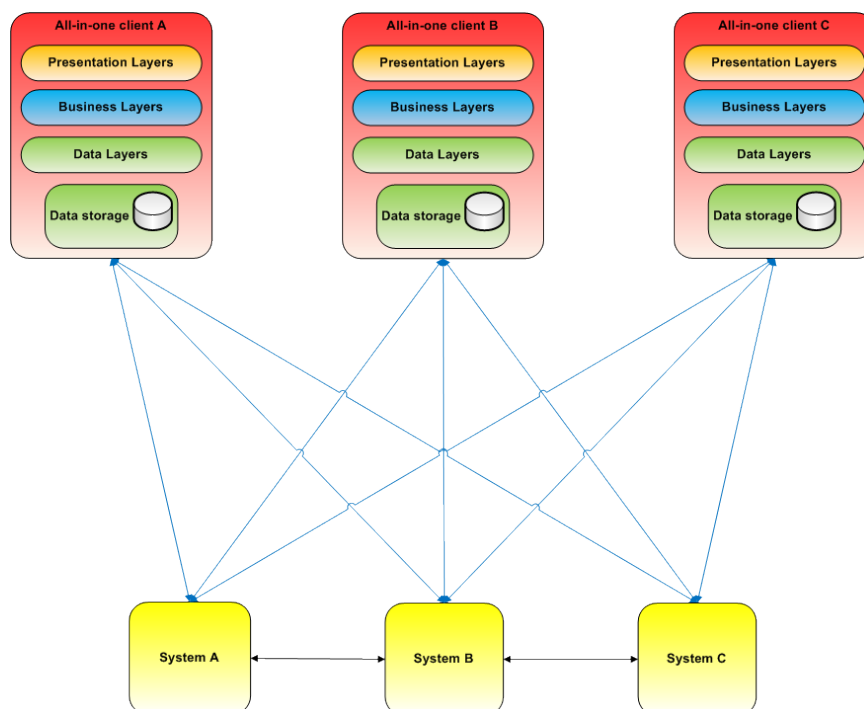 All-in-one client A
Presentation Layers
Business Layers
Data Layers
Data storage
All-in-one client B
Presentation Layers
Business Layers
Data Layers
Data storage
All-in-one client C
Presentation Layers
Business Layers
Data Layers
Data storage
System A
System B
System C